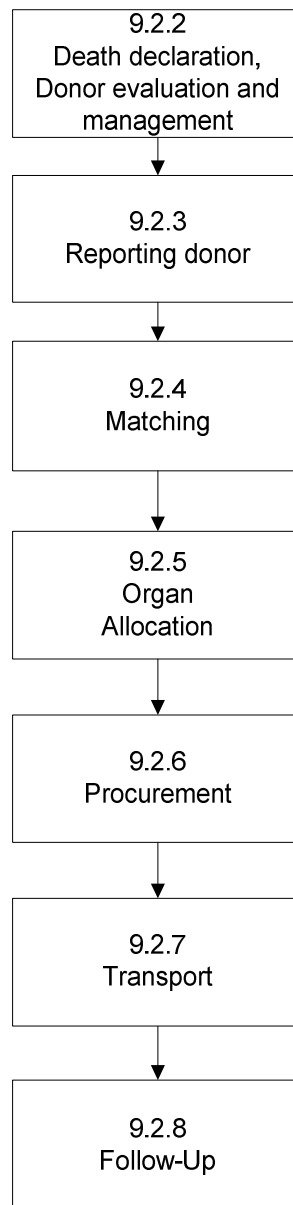 9.2.2
Death declaration,
Donor evaluation and
management
9.2.3
Reporting donor
9.2.4
Matching
9.2.5
Organ
Allocation
9.2.6
Procurement
9.2.7
Transport
9.2.8
Follow-Up